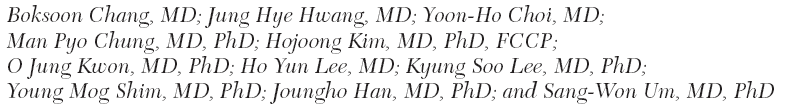 Boksoon Chang, MD; Jung Hye Hwang, MD; Yoon-Ho Choi, MD;
Man Pyo Chung, MD, PhD; Hojoong Kim, MD, PhD, FCCP;
O Jung Kwon, MD, PhD; Ho Yun Lee, MD; Kyung Soo Lee, MD, PhD;
Young Mog Shim, MD, PhD; Joungho Han, MD, PhD; and Sang-Won Um, MD, PhD